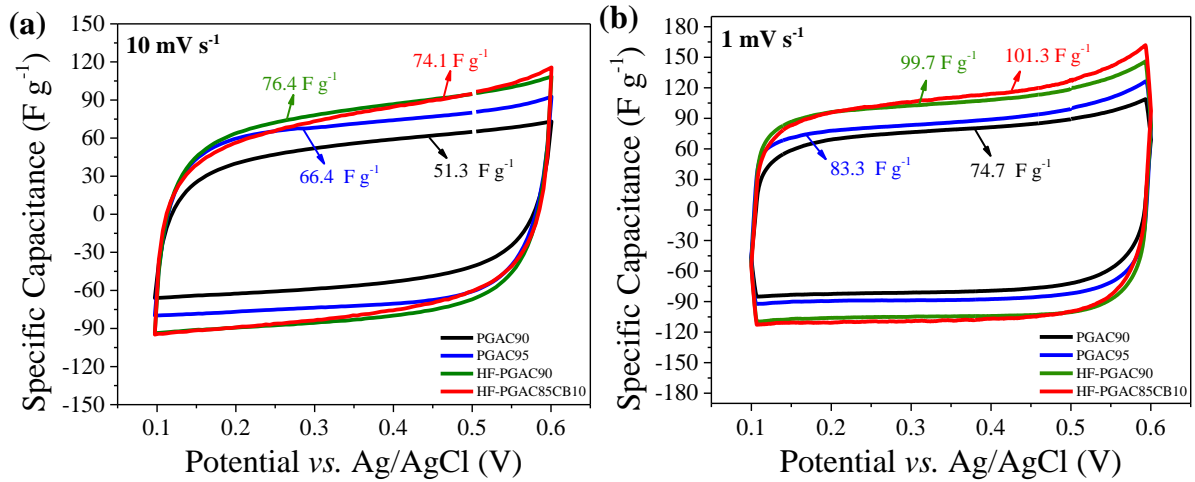 (a)
10 mV s-1
Specific Capacitance (F g-1)
150
120
90
60
30
0
-30
-60
-90
-120
-150
76.4 F g-1
74.1 F g-1
66.4 F g-1
51.3 F g-1
PGAC90
PGAC95
HF-PGAC90
HF-PGAC85CB10
0.1 0.2 0.3 0.4 0.5 0.6
Potential vs. Ag/AgCl (V)
(b)
1 mV s-1
Specific Capacitance (F g-1)
180
150
120
90
60
30
0
-30
-60
-90
-120
-150
-180
99.7 F g-1
101.3 F g-1
83.3 F g-1
74.7 F g-1
PGAC90
PGAC95
HF-PGAC90
HF-PGAC85CB10
0.1 0.2 0.3 0.4 0.5 0.6
Potential vs. Ag/AgCl (V)